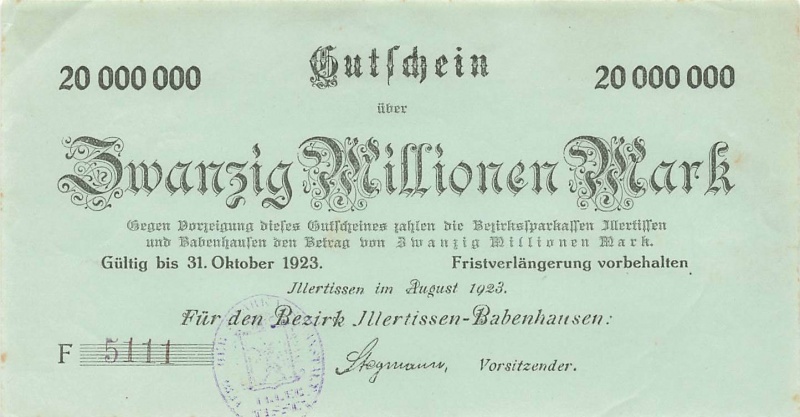 20 000 000 Gutschein 20 000 000
über
Zwanzig Millionen Mark
Gegen Vorzeigung dieses Gutscheines zahlen die Bezirkssparkassen Illertissen
und Babenhausen den Betrag von Zwanzig Millionen Mark.
Gültig bis 31. Oktober 1923. Fristverlängerung vorbehalten
Illertissen im August 1923.
Für den Bezirk Illertissen-Babenhausen:
F 5111 Stegmann, Vorsitzender.
ILLER
TISSEN